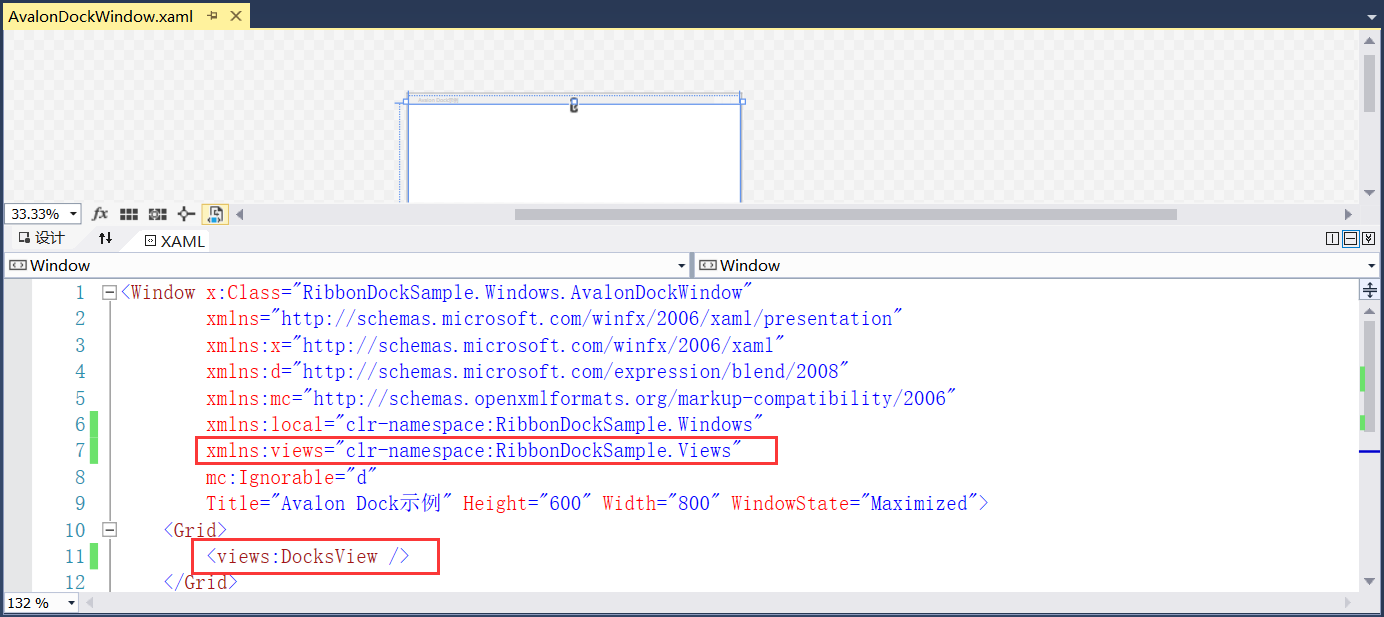 AvalonDockWindow.xaml
33.33%
fx
设计
XAML
Window
Window
1 <Window x:Class="RibbonDockSample.Windows.AvalonDockWindow"
2 xmlns="http://schemas.microsoft.com/winfx/2006/xaml/presentation"
3 xmlns:x="http://schemas.microsoft.com/winfx/2006/xaml"
4 xmlns:d="http://schemas.microsoft.com/expression/blend/2008"
5 xmlns:mc="http://schemas.openxmlformats.org/markup-compatibility/2006"
6 xmlns:local="clr-namespace:RibbonDockSample.Windows"
7 xmlns:views="clr-namespace:RibbonDockSample.Views"
8 mc:Ignorable="d"
9 Title="Avalon Dock示例" Height="600" Width="800" WindowState="Maximized">
10 <Grid>
11 <views:DocksView />
12 </Grid>
132 %